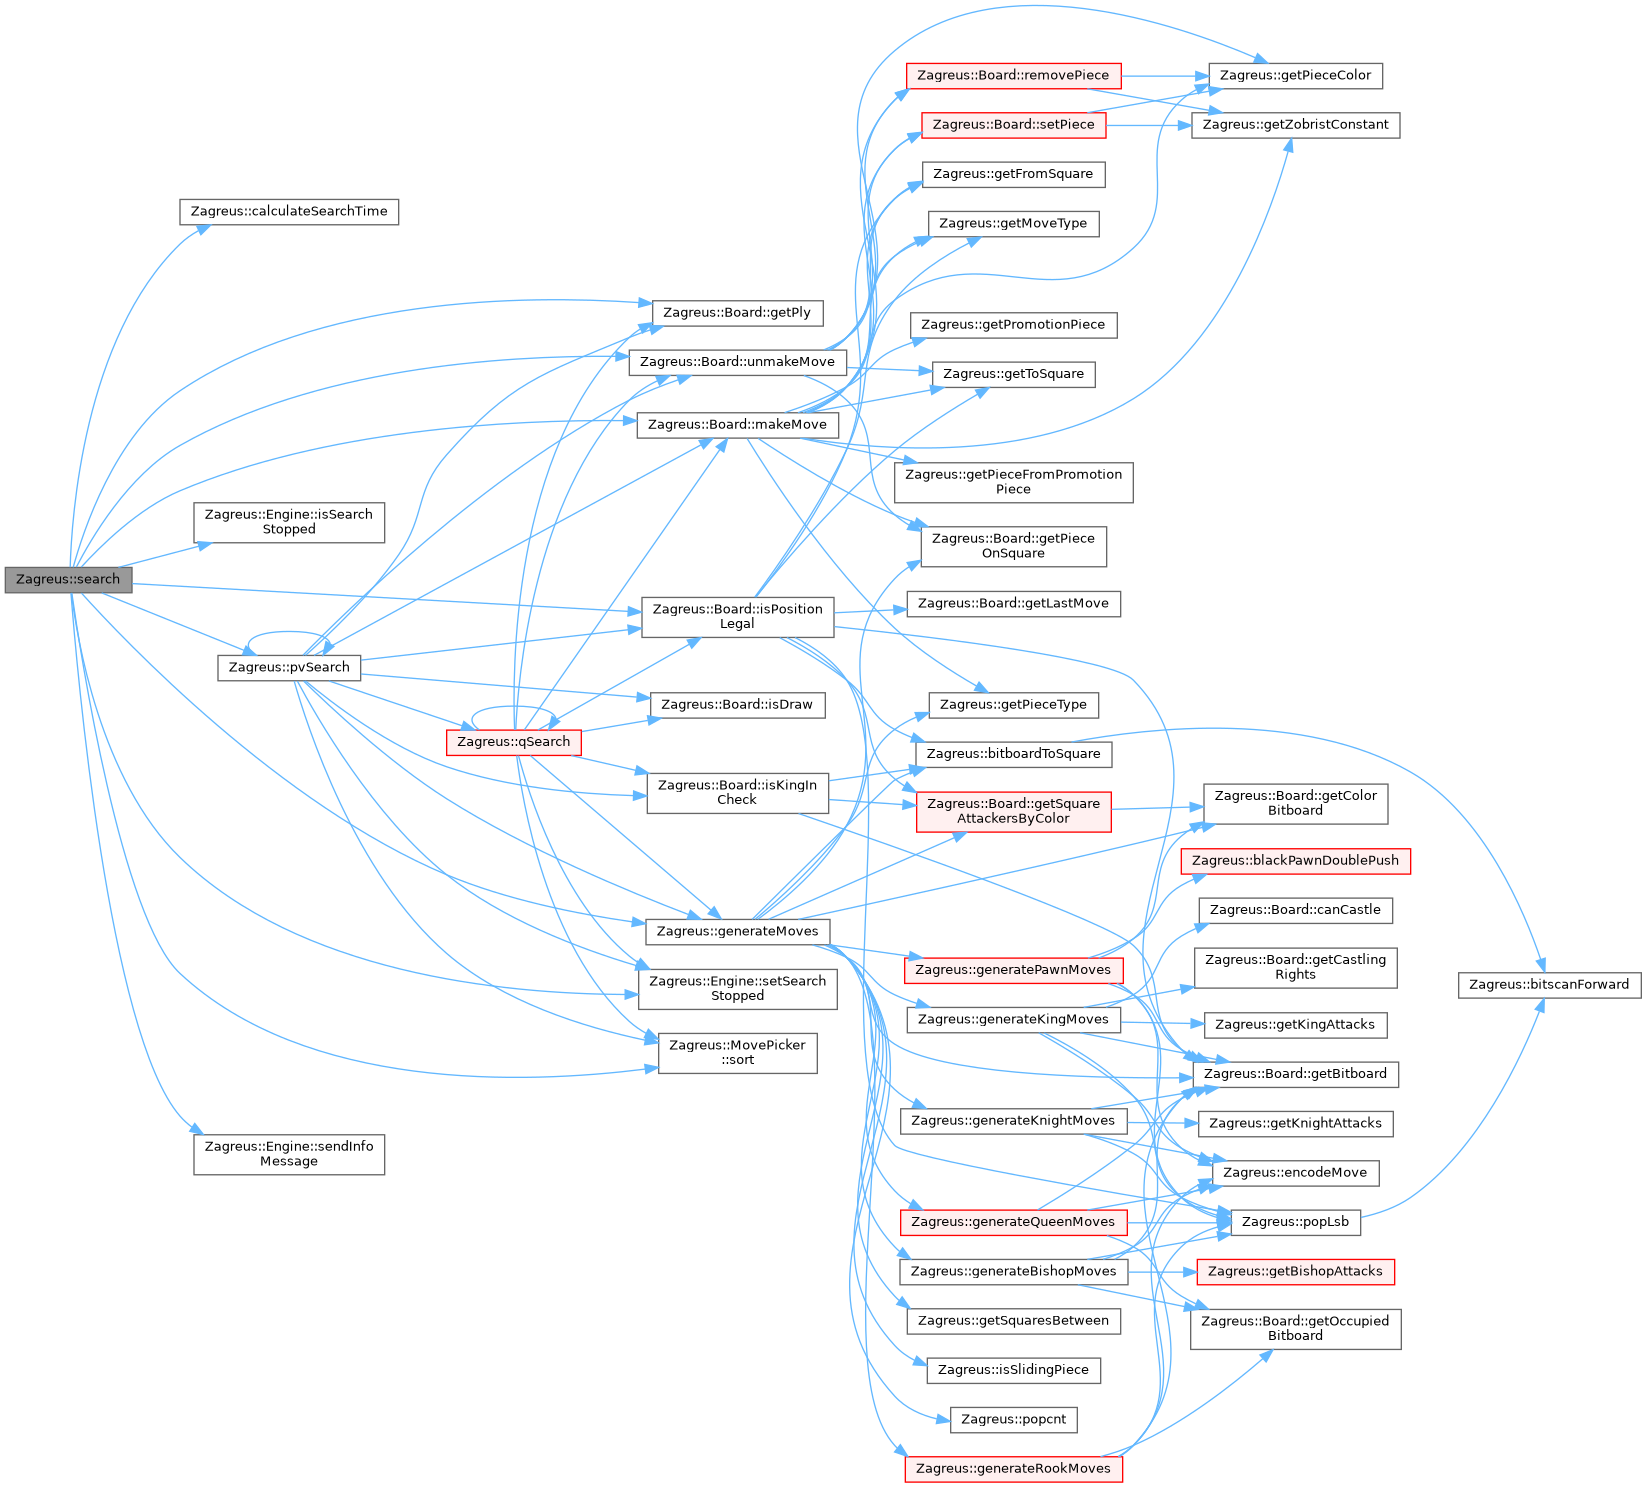 Zagreus::search
Zagreus::calculateSearchTime
Zagreus::Engine::isSearch
Stopped
Zagreus::pvSearch
Zagreus::Engine::sendInfo
Message
Zagreus::qSearch
Zagreus::Board::getPly
Zagreus::Board::unmakeMove
Zagreus::Board::makeMove
Zagreus::Board::isPosition
Legal
Zagreus::Board::isDraw
Zagreus::Board::isKingIn
Check
Zagreus::generateMoves
Zagreus::Engine::setSearch
Stopped
Zagreus::MovePicker
::sort
Zagreus::Board::removePiece
Zagreus::Board::setPiece
Zagreus::getFromSquare
Zagreus::getMoveType
Zagreus::getPromotionPiece
Zagreus::getToSquare
Zagreus::getPieceFromPromotion
Piece
Zagreus::Board::getPiece
OnSquare
Zagreus::Board::getLastMove
Zagreus::getPieceType
Zagreus::bitboardToSquare
Zagreus::Board::getSquare
AttackersByColor
Zagreus::generatePawnMoves
Zagreus::generateKingMoves
Zagreus::generateKnightMoves
Zagreus::generateQueenMoves
Zagreus::generateBishopMoves
Zagreus::getSquaresBetween
Zagreus::isSlidingPiece
Zagreus::popcnt
Zagreus::generateRookMoves
Zagreus::getPieceColor
Zagreus::getZobristConstant
Zagreus::Board::getColor
Bitboard
Zagreus::blackPawnDoublePush
Zagreus::Board::canCastle
Zagreus::Board::getCastling
Rights
Zagreus::getKingAttacks
Zagreus::Board::getBitboard
Zagreus::getKnightAttacks
Zagreus::encodeMove
Zagreus::popLsb
Zagreus::getBishopAttacks
Zagreus::Board::getOccupied
Bitboard
Zagreus::bitscanForward